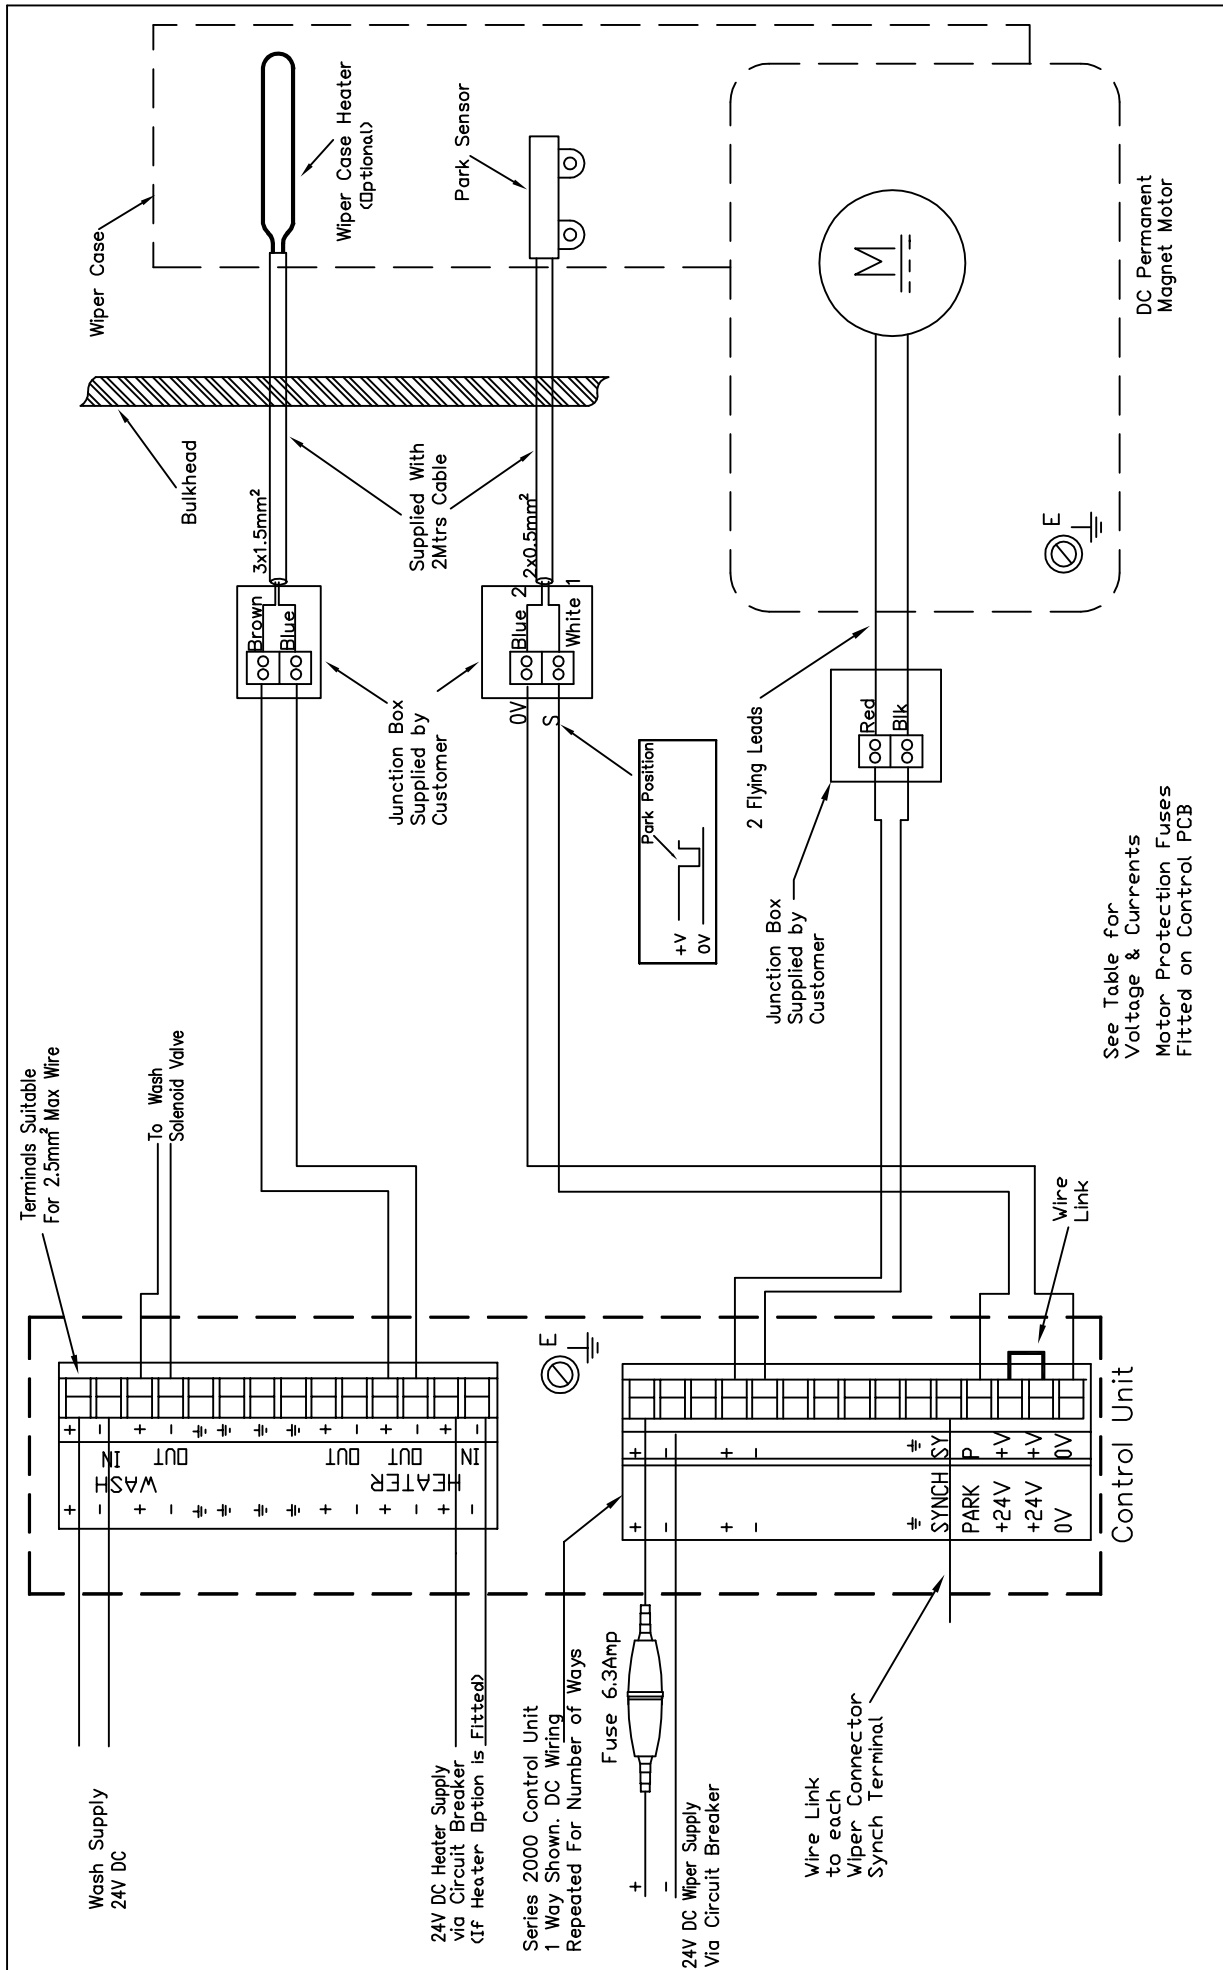 Wiper Case
Wiper Case Heater
(Optional)
Park Sensor
DC Permanent
Magnet Motor
M
E
Bulkhead
3x1.5mm²
Supplied With
2Mtrs Cable
2x0.5mm²
Brown
Blue
Blue 2
White 1
0V
S
Junction Box
Supplied by
Customer
Park Position
+V
0V
2 Flying Leads
Red
Blk
Junction Box
Supplied by
Customer
See Table for
Voltage & Currents
Motor Protection Fuses
Fitted on Control PCB
Terminals Suitable
For 2.5mm² Max Wire
To Wash
Solenoid Valve
Wire
Link
E
+ - + - + - + -
IN OUT OUT OUT IN
WASH HEATER
+ - + - + - + -
+ - + - SY P +V +V 0V
+ - + - SYNCH PARK +24V +24V 0V
Control Unit
Wash Supply
24V DC
24V DC Heater Supply
via Circuit Breaker
(If Heater Option is Fitted)
Series 2000 Control Unit
1 Way Shown. DC Wiring
Repeated For Number of Ways
Fuse 6.3Amp
+
-
24V DC Wiper Supply
Via Circuit Breaker
Wire Link
to each
Wiper Connector
Synch Terminal